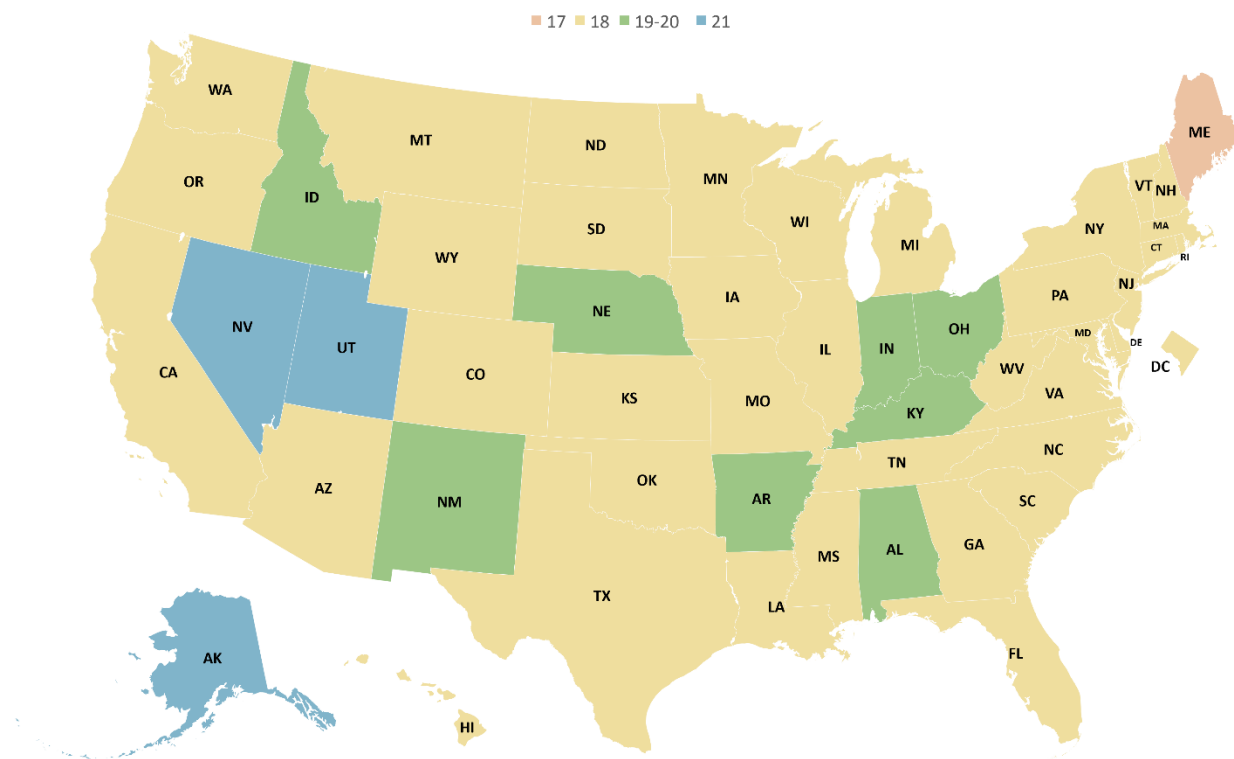 17 18 19-20 21
WA
MT
ND
MN
ME
OR
ID
SD
WI
MI
VT
NH
NY
MA
CT
RI
WY
NE
IA
PA
NJ
NV
UT
CO
IL
IN
OH
MD
DE
DC
CA
KS
MO
WV
VA
KY
AZ
NM
OK
AR
TN
NC
SC
TX
MS
AL
GA
LA
AK
HI
FL